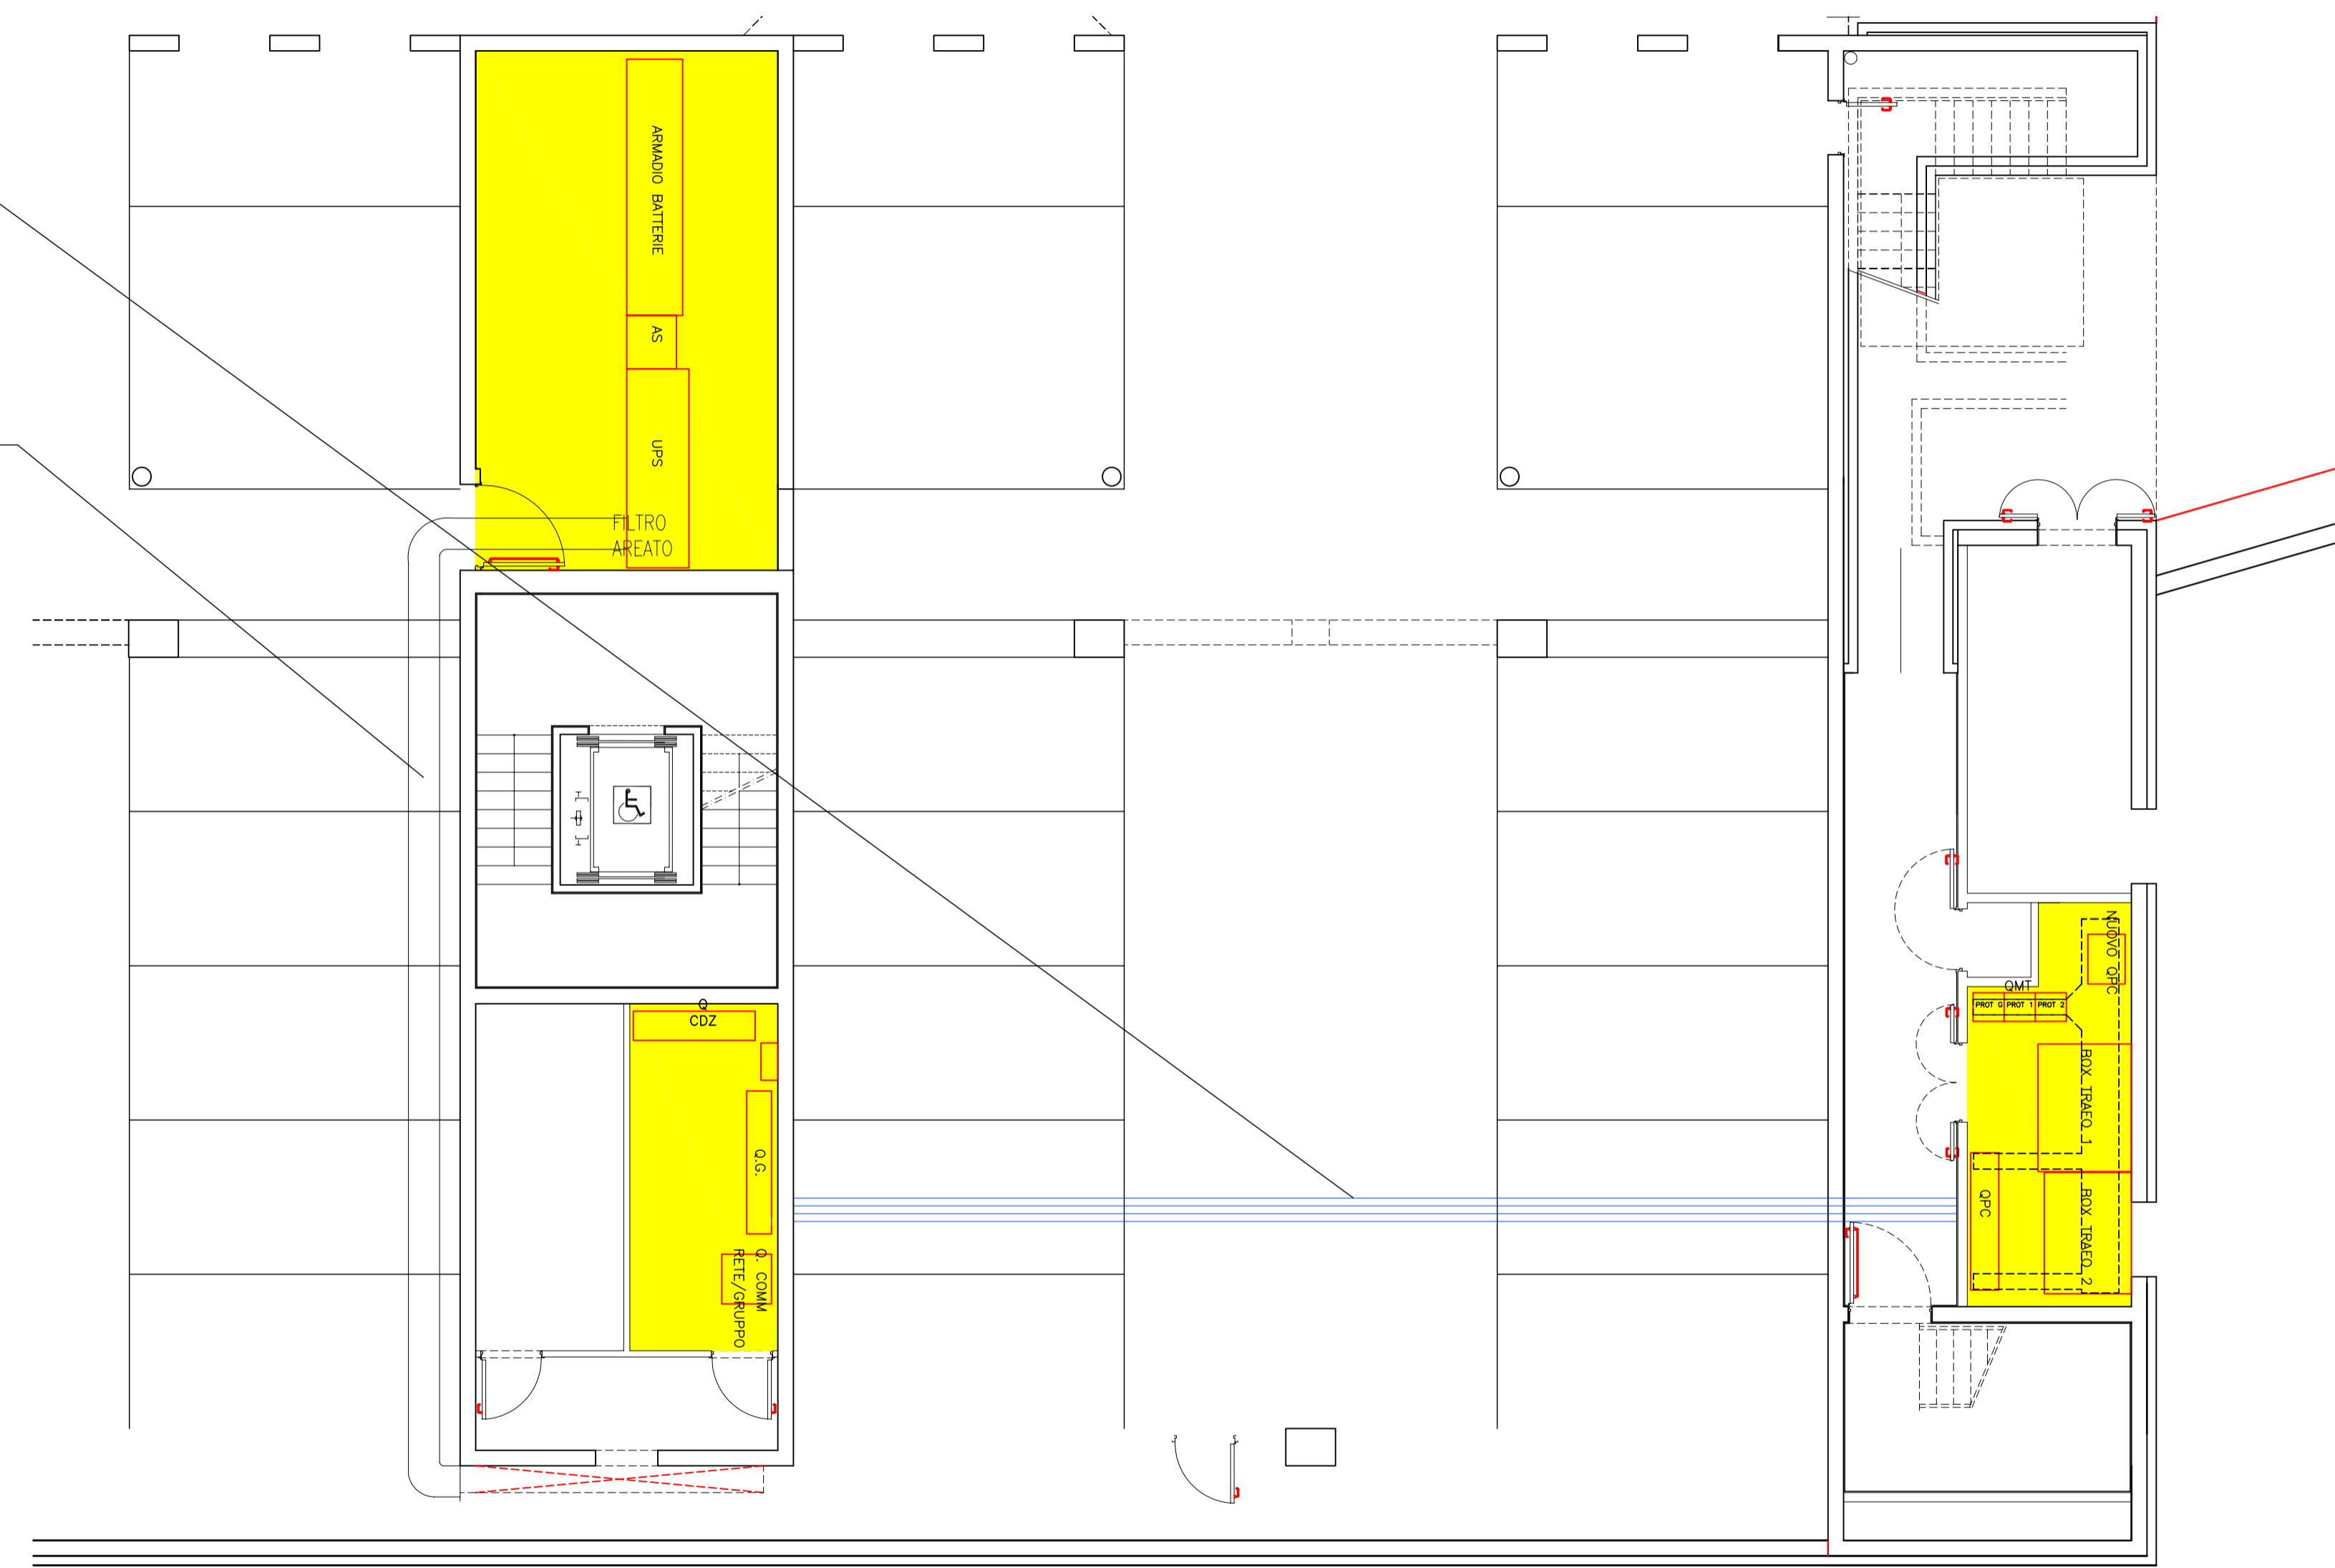 ARMADIO BATTERIE
AS
UPS
FILTRO
AREATO
Q
CDZ
Q.G.
Q. COMM
RETE/GRUPPO
NUOVO QPC
QMT
PROT G PROT 1 PROT 2
BOX TRAFO 1
QPC
BOX TRAFO 2